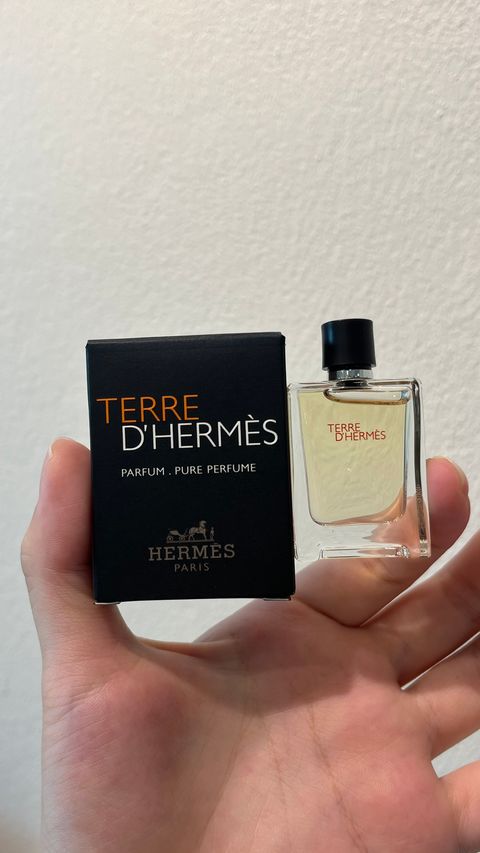 TERRE
D'HERMÈS
PARFUM . PURE PERFUME
HERMÈS
PARIS
TERRE
D'HERMÈS